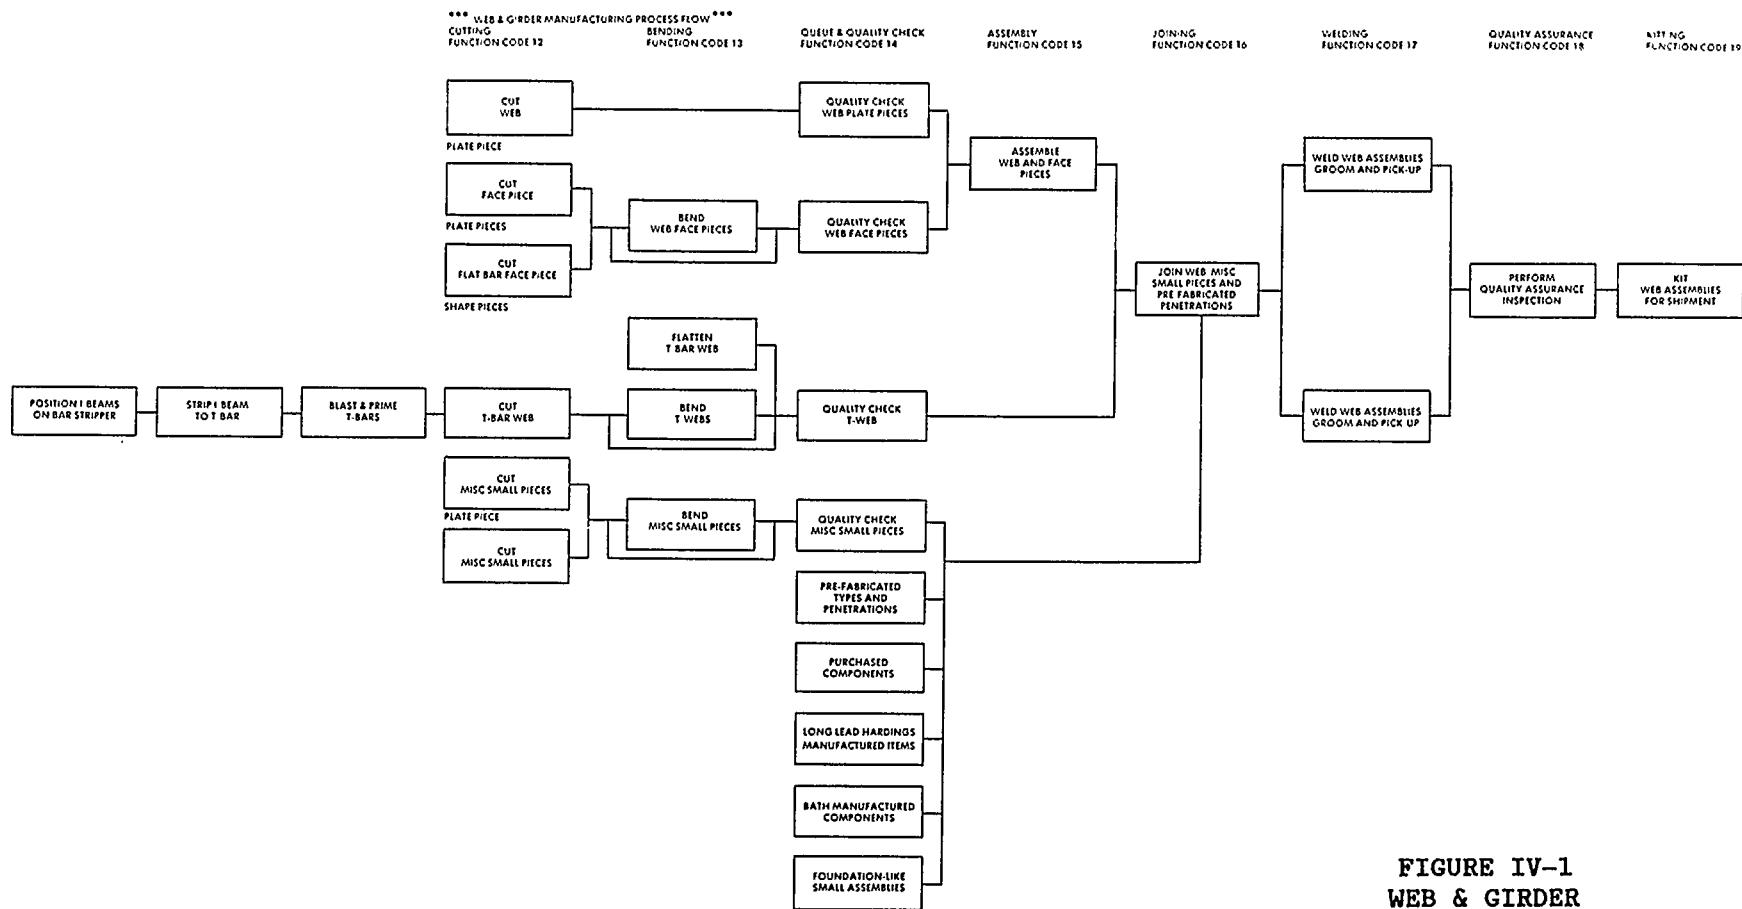 *** WEB & GIRDER MANUFACTURING PROCESS FLOW ***
CUTTING
FUNCTION CODE 12
BENDING
FUNCTION CODE 13
QUEUE & QUALITY CHECK
FUNCTION CODE 14
ASSEMBLY
FUNCTION CODE 15
JOINING
FUNCTION CODE 16
WELDING
FUNCTION CODE 17
QUALITY ASSURANCE
FUNCTION CODE 18
KITTING
FUNCTION CODE 19
CUT
WEB
PLATE PIECE
QUALITY CHECK
WEB PLATE PIECES
CUT
FACE PIECE
PLATE PIECES
CUT
FLAT BAR FACE PIECE
SHAPE PIECES
BEND
WEB FACE PIECES
QUALITY CHECK
WEB FACE PIECES
ASSEMBLE
WEB AND FACE
PIECES
WELD WEB ASSEMBLIES
GROOM AND PICK-UP
JOIN WEB MISC
SMALL PIECES AND
PRE FABRICATED
PENETRATIONS
PERFORM
QUALITY ASSURANCE
INSPECTION
KIT
WEB ASSEMBLIES
FOR SHIPMENT
FLATTEN
T BAR WEB
POSITION I BEAMS
ON BAR STRIPPER
STRIP I BEAM
TO T BAR
BLAST & PRIME
T-BARS
CUT
T-BAR WEB
BEND
T WEBS
QUALITY CHECK
T-WEB
WELD WEB ASSEMBLIES
GROOM AND PICK UP
CUT
MISC SMALL PIECES
PLATE PIECE
CUT
MISC SMALL PIECES
BEND
MISC SMALL PIECES
QUALITY CHECK
MISC SMALL PIECES
PRE-FABRICATED
TYPES AND
PENETRATIONS
PURCHASED
COMPONENTS
LONG LEAD HARDINGS
MANUFACTURED ITEMS
BATH MANUFACTURED
COMPONENTS
FOUNDATION-LIKE
SMALL ASSEMBLIES
FIGURE IV-1
WEB & GIRDER